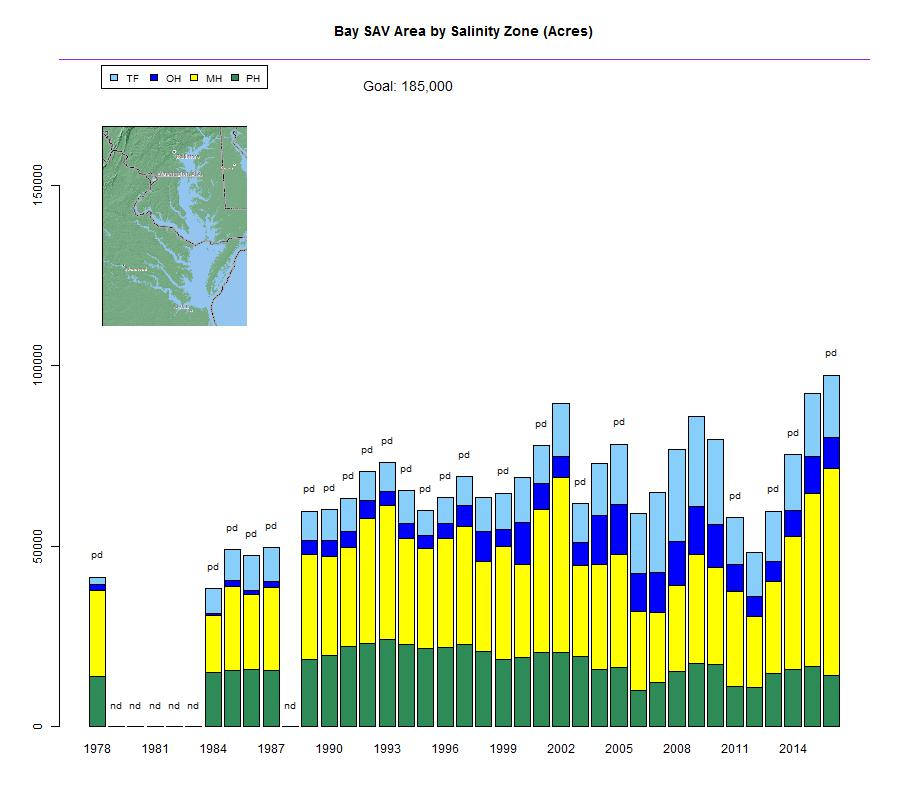 Bay SAV Area by Salinity Zone (Acres)
TF OH MH PH
Goal: 185,000
150000
100000
50000
0
pd
nd nd nd nd nd
pd pd pd pd
nd
pd pd pd pd pd pd pd pd pd
pd
pd
pd
pd
pd
pd
pd
pd
1978 1981 1984 1987 1990 1993 1996 1999 2002 2005 2008 2011 2014